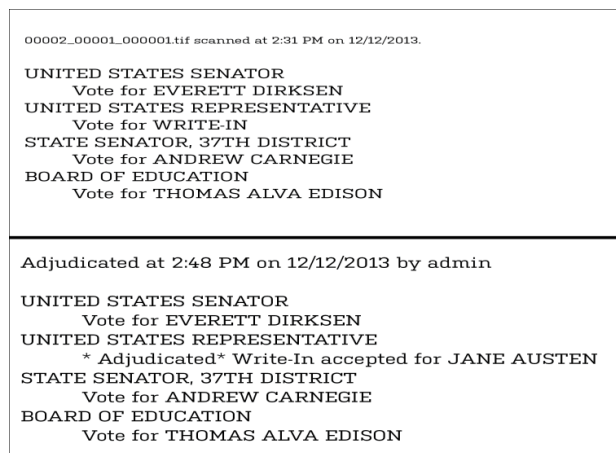 00002_00001_000001.tif scanned at 2:31 PM on 12/12/2013.
UNITED STATES SENATOR
Vote for EVERETT DIRKSEN
UNITED STATES REPRESENTATIVE
Vote for WRITE-IN
STATE SENATOR, 37TH DISTRICT
Vote for ANDREW CARNEGIE
BOARD OF EDUCATION
Vote for THOMAS ALVA EDISON
Adjudicated at 2:48 PM on 12/12/2013 by admin
UNITED STATES SENATOR
Vote for EVERETT DIRKSEN
UNITED STATES REPRESENTATIVE
* Adjudicated* Write-In accepted for JANE AUSTEN
STATE SENATOR, 37TH DISTRICT
Vote for ANDREW CARNEGIE
BOARD OF EDUCATION
Vote for THOMAS ALVA EDISON